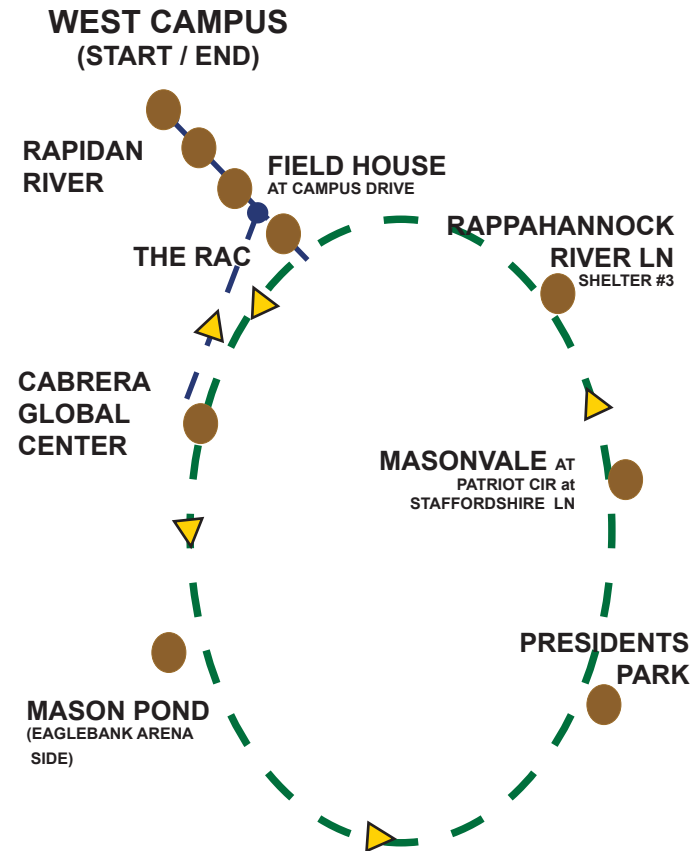 WEST CAMPUS
(START / END)
RAPIDAN
RIVER
FIELD HOUSE
AT CAMPUS DRIVE
THE RAC
RAPPAHANNOCK
RIVER LN
SHELTER #3
CABRERA
GLOBAL
CENTER
MASONVALE AT
PATRIOT CIR at
STAFFORDSHIRE LN
PRESIDENTS
PARK
MASON POND
(EAGLEBANK ARENA
SIDE)